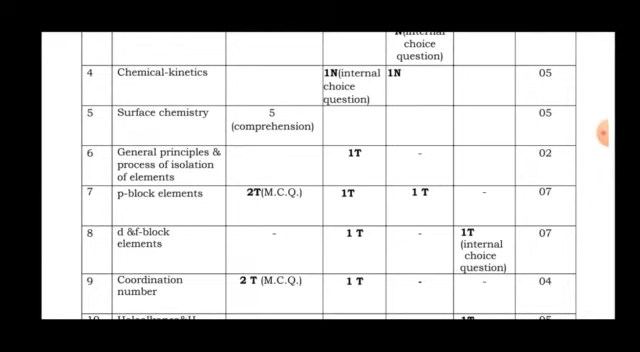 N(internal
choice
question)
4 Chemical-kinetics 1N(internal 1N 05
choice
question)
5 Surface chemistry 5 05
(comprehension)
6 General principles & 1T - 02
process of isolation
of elements
7 p-block elements 2T(M.C.Q.) 1T 1 T - 07
8 d &f-block - 1 T - 1T 07
elements (internal
choice
question)
9 Coordination 2 T (M.C.Q.) 1 T - - 04
number
10 1T 05